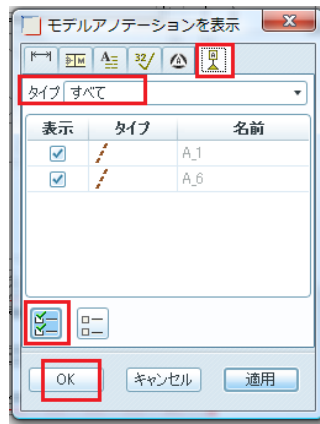 モデルアノテーションを表示
タイプ すべて
表示 タイプ 名前
A_1
A_6
OK キャンセル 適用